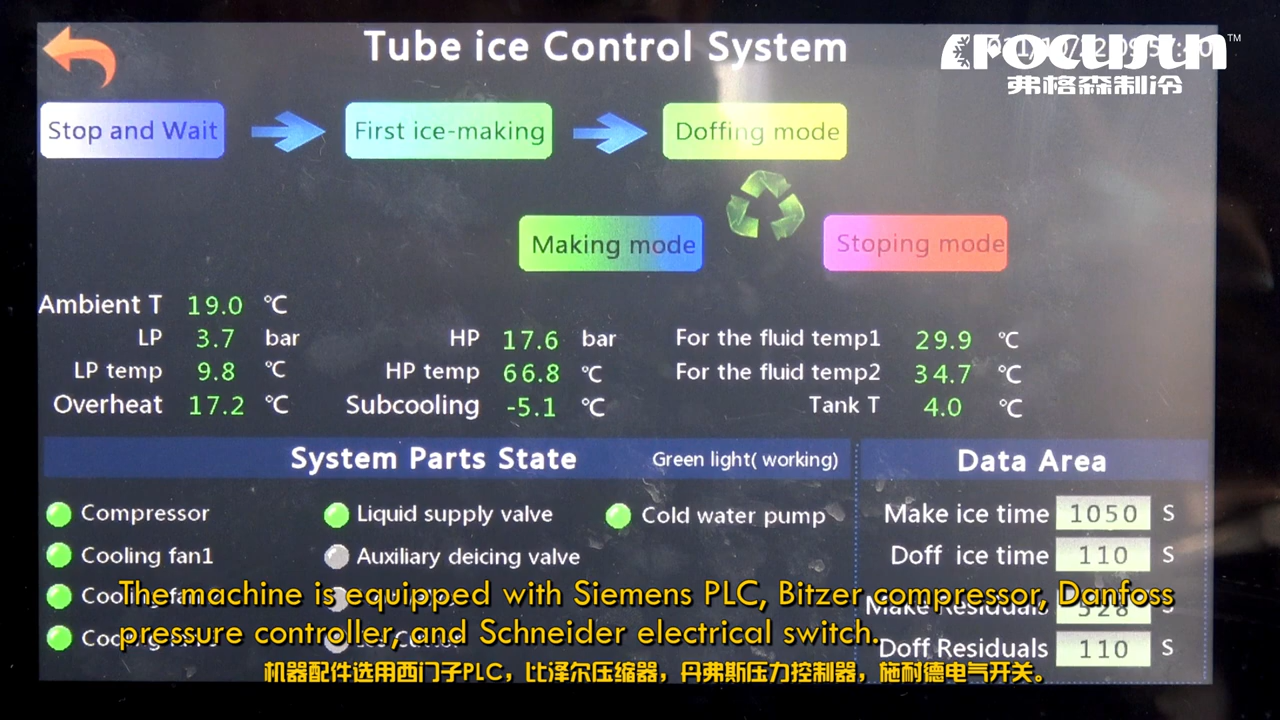 Tube ice Control System
FOCUSUN™
弗格森制冷
Stop and Wait
First ice-making
Doffing mode
Making mode
Stoping mode
Ambient T 19.0 ℃
LP 3.7 bar HP 17.6 bar For the fluid temp1 29.9 ℃
LP temp 9.8 ℃ HP temp 66.8 ℃ For the fluid temp2 34.7 ℃
Overheat 17.2 ℃ Subcooling -5.1 ℃ Tank T 4.0 ℃
System Parts State Green light( working) Data Area
Compressor Liquid supply valve Cold water pump Make ice time 1050 S
Cooling fan1 Auxiliary deicing valve Doff ice time 110 S
Make Residuals 528
Doff Residuals 110 S
The machine is equipped with Siemens PLC, Bitzer compressor, Danfoss
pressure controller, and Schneider electrical switch.
机器配件选用西门子PLC，比泽尔压缩器，丹弗斯压力控制器，施耐德电气开关。